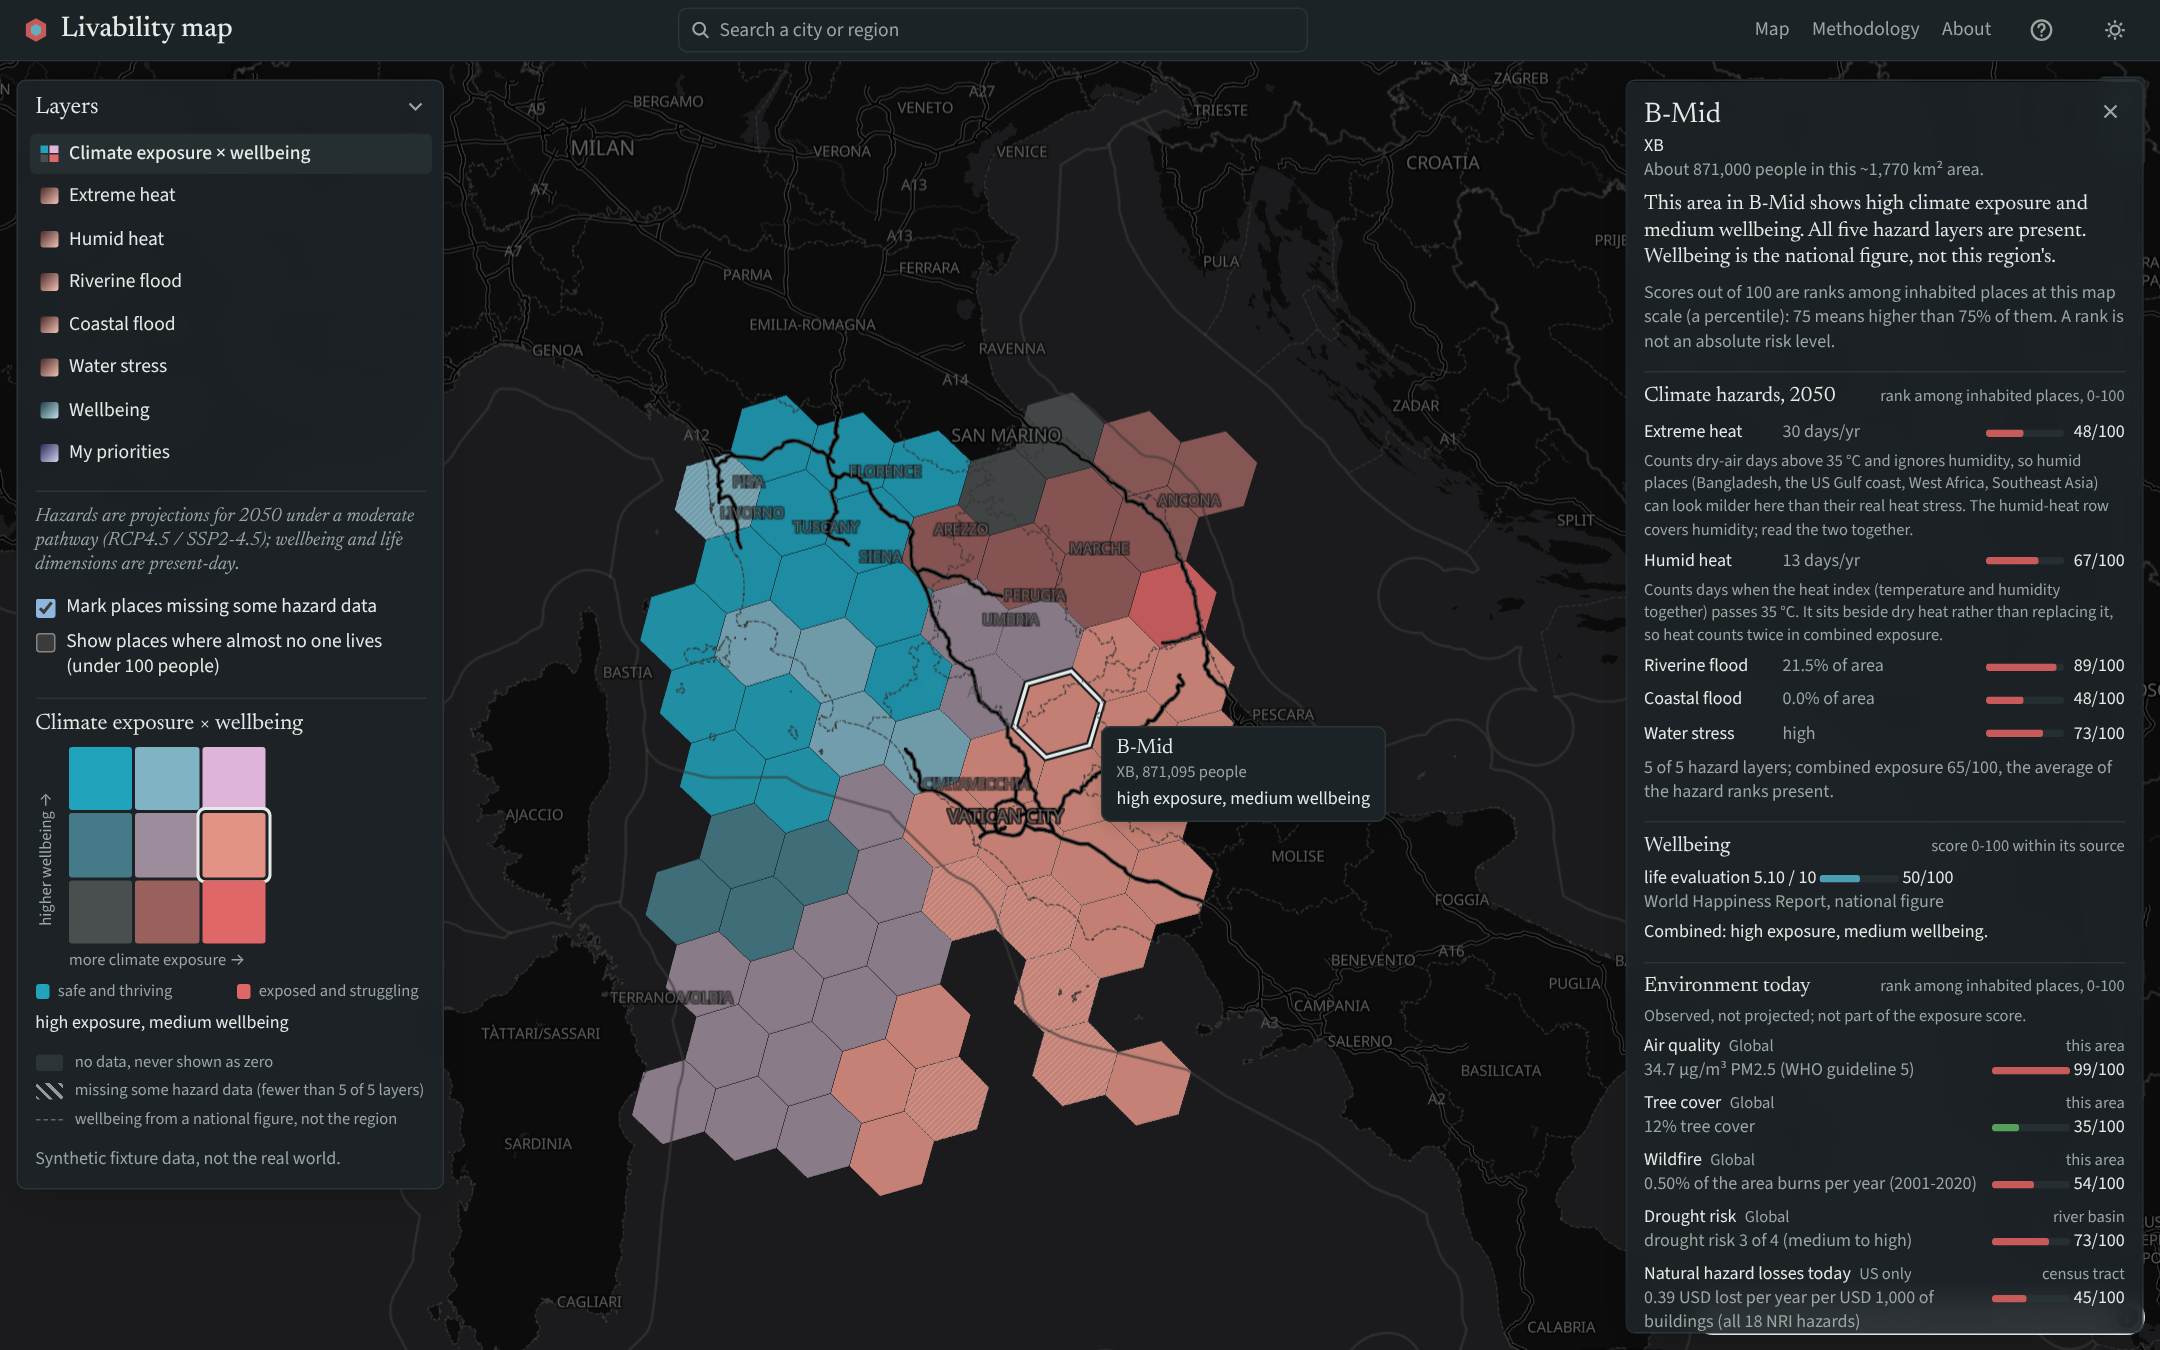 Livability map
Search a city or region
Map Methodology About
Layers
Climate exposure × wellbeing
Extreme heat
Humid heat
Riverine flood
Coastal flood
Water stress
Wellbeing
My priorities
Hazards are projections for 2050 under a moderate
pathway (RCP4.5 / SSP2-4.5); wellbeing and life
dimensions are present-day.
Mark places missing some hazard data
Show places where almost no one lives
(under 100 people)
Climate exposure × wellbeing
higher wellbeing →
more climate exposure →
safe and thriving
exposed and struggling
high exposure, medium wellbeing
no data, never shown as zero
missing some hazard data (fewer than 5 of 5 layers)
wellbeing from a national figure, not the region
Synthetic fixture data, not the real world.
A3 ZAGREB
A27
BERGAMO
A9
VENETO
TRIESTE
MILAN
VERONA
VENICE
CROATIA
A7
A13
A7
A13
PARMA
FERRARA
PULA
EMILIA-ROMAGNA
GENOA
RAVENNA
A14
ZADAR
A12
SAN MARINO
A1
FLORENCE
PISA
ANCONA
LIVORNO
TUSCANY
AREZZO
SPLIT
SIENA
MARCHE
PERUGIA
UMBRIA
BASTIA
PESCARA
B-Mid
XB, 871,095 people
high exposure, medium wellbeing
CIVITAVECCHIA
AJACCIO
VATICAN CITY
MOLISE
FOGGIA
A16
BENEVENTO
PUGLIA
TERRANOA/OLBIA
CAMPANIA
A3
TÀTTARI/SASSARI
SALERNO
BASILICATA
A2
SARDINIA
CAGLIARI
CALABRIA
B-Mid
XB
About 871,000 people in this ~1,770 km² area.
This area in B-Mid shows high climate exposure and
medium wellbeing. All five hazard layers are present.
Wellbeing is the national figure, not this region's.
Scores out of 100 are ranks among inhabited places at this map
scale (a percentile): 75 means higher than 75% of them. A rank is
not an absolute risk level.
Climate hazards, 2050 rank among inhabited places, 0-100
Extreme heat 30 days/yr 48/100
Counts dry-air days above 35 °C and ignores humidity, so humid
places (Bangladesh, the US Gulf coast, West Africa, Southeast Asia)
can look milder here than their real heat stress. The humid-heat row
covers humidity; read the two together.
Humid heat 13 days/yr 67/100
Counts days when the heat index (temperature and humidity
together) passes 35 °C. It sits beside dry heat rather than replacing it,
so heat counts twice in combined exposure.
Riverine flood 21.5% of area 89/100
Coastal flood 0.0% of area 48/100
Water stress high 73/100
5 of 5 hazard layers; combined exposure 65/100, the average of
the hazard ranks present.
Wellbeing score 0-100 within its source
life evaluation 5.10 / 10 50/100
World Happiness Report, national figure
Combined: high exposure, medium wellbeing.
Environment today rank among inhabited places, 0-100
Observed, not projected; not part of the exposure score.
Air quality Global this area
34.7 µg/m³ PM2.5 (WHO guideline 5) 99/100
Tree cover Global this area
12% tree cover 35/100
Wildfire Global this area
0.50% of the area burns per year (2001-2020) 54/100
Drought risk Global river basin
drought risk 3 of 4 (medium to high) 73/100
Natural hazard losses today US only census tract
0.39 USD lost per year per USD 1,000 of 45/100
buildings (all 18 NRI hazards)